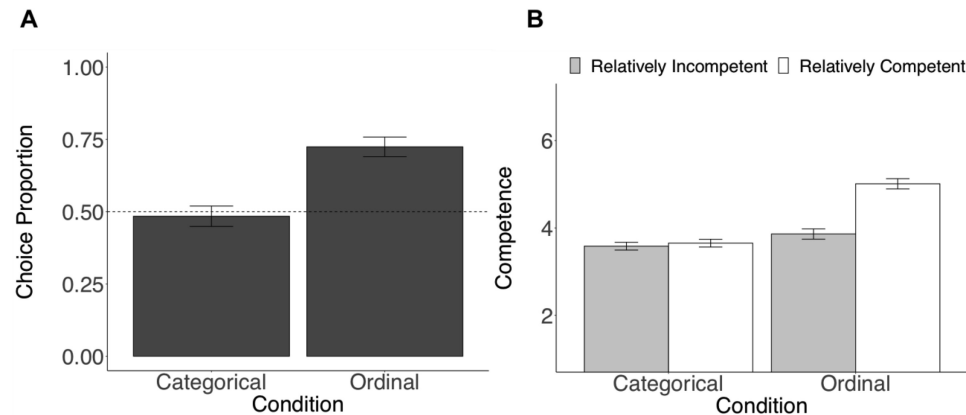 A
Choice Proportion
1.00
0.75
0.50
0.25
0.00
Categorical Ordinal
Condition
B
Relatively Incompetent Relatively Competent
Competence
6
4
2
Categorical Ordinal
Condition